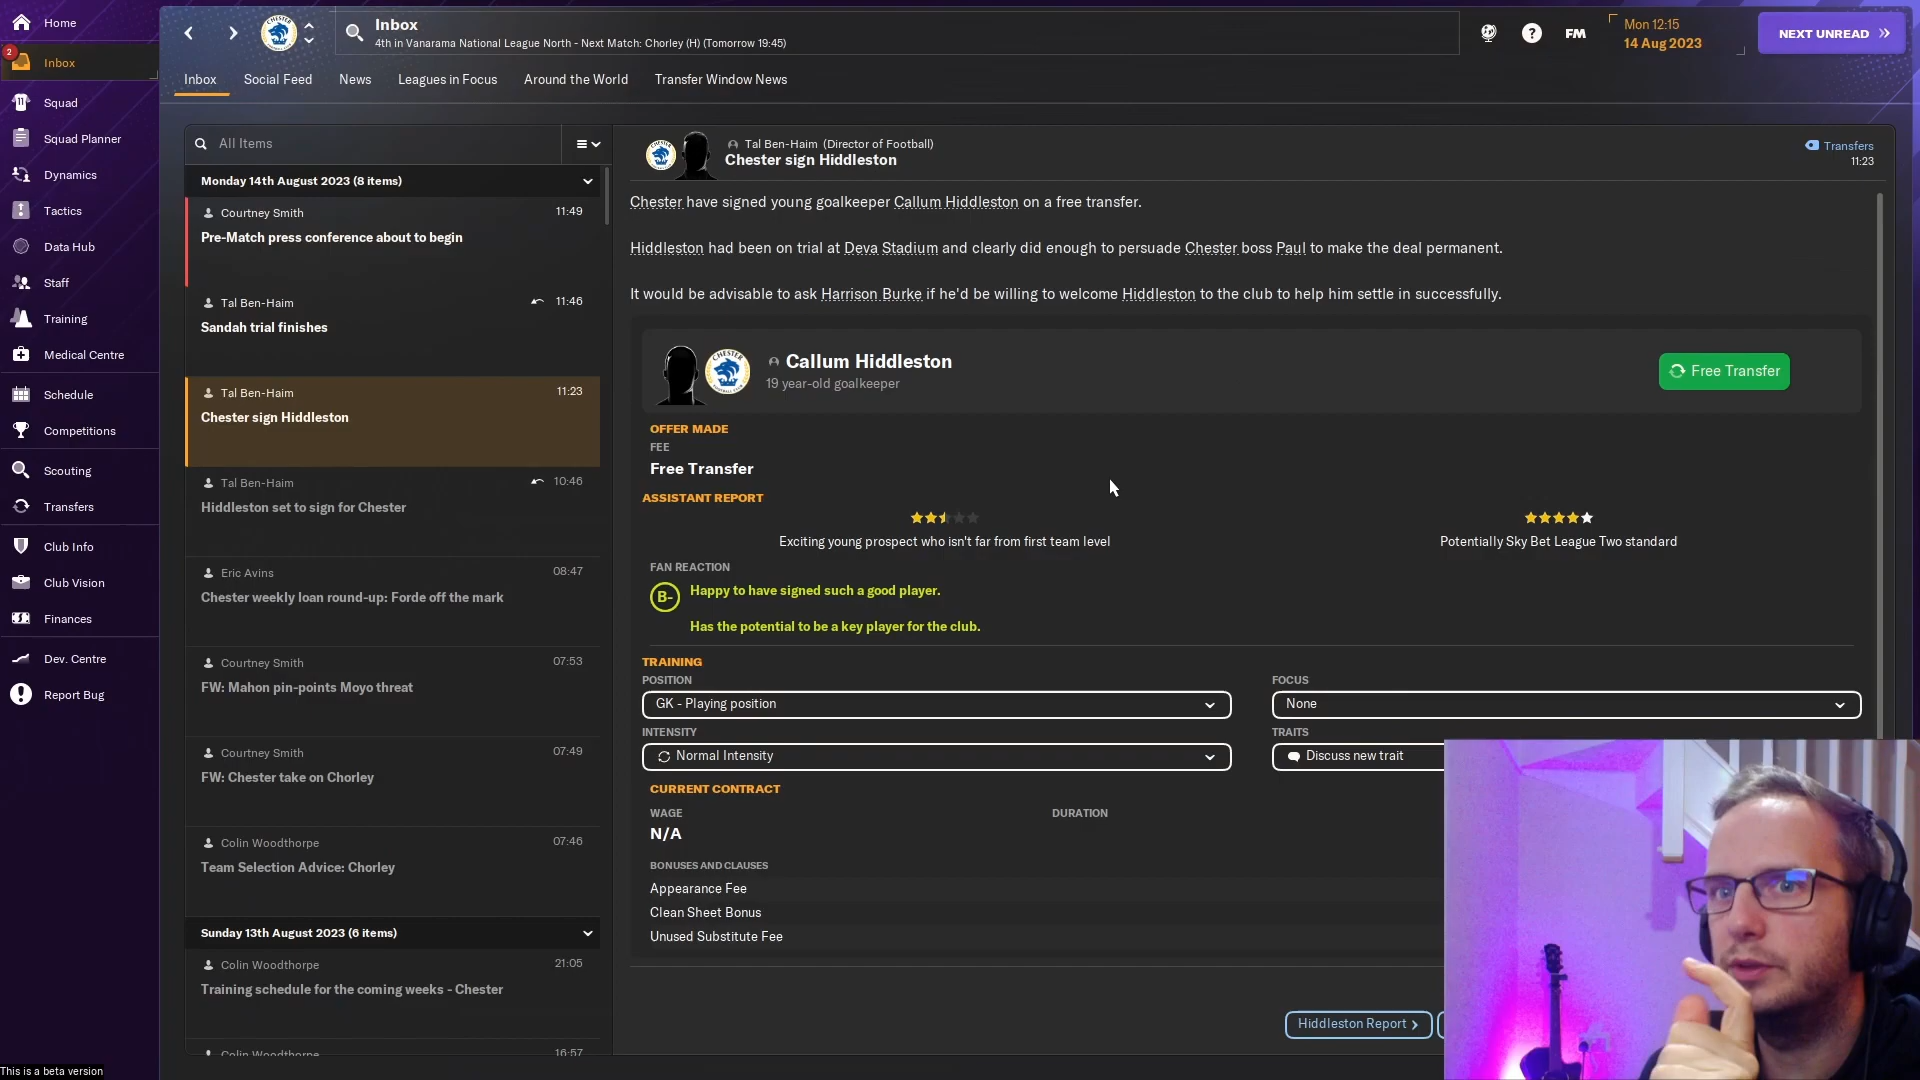 Home
2
Inbox
Squad
Squad Planner
Dynamics
Tactics
Data Hub
Staff
Training
Medical Centre
Schedule
Competitions
Scouting
Transfers
Club Info
Club Vision
Finances
Dev. Centre
Report Bug
This is a beta version
Inbox
4th in Vanarama National League North - Next Match: Chorley (H) (Tomorrow 19:45)
?
FM
Mon 12:15
14 Aug 2023
NEXT UNREAD
Inbox
Social Feed
News
Leagues in Focus
Around the World
Transfer Window News
All Items
Monday 14th August 2023 (8 items)
Courtney Smith
11:49
Pre-Match press conference about to begin
Tal Ben-Haim
11:46
Sandah trial finishes
Tal Ben-Haim
11:23
Chester sign Hiddleston
Tal Ben-Haim
10:46
Hiddleston set to sign for Chester
Eric Avins
08:47
Chester weekly loan round-up: Forde off the mark
Courtney Smith
07:53
FW: Mahon pin-points Moyo threat
Courtney Smith
07:49
FW: Chester take on Chorley
Colin Woodthorpe
07:46
Team Selection Advice: Chorley
Sunday 13th August 2023 (6 items)
Colin Woodthorpe
21:05
Training schedule for the coming weeks - Chester
Colin Woodthorpe
16:57
Tal Ben-Haim (Director of Football)
Chester sign Hiddleston
Transfers
11:23
Chester have signed young goalkeeper Callum Hiddleston on a free transfer.
Hiddleston had been on trial at Deva Stadium and clearly did enough to persuade Chester boss Paul to make the deal permanent.
It would be advisable to ask Harrison Burke if he'd be willing to welcome Hiddleston to the club to help him settle in successfully.
CHESTER
Callum Hiddleston
19 year-old goalkeeper
Free Transfer
OFFER MADE
FEE
Free Transfer
ASSISTANT REPORT
Exciting young prospect who isn't far from first team level
Potentially Sky Bet League Two standard
FAN REACTION
B-
Happy to have signed such a good player.
Has the potential to be a key player for the club.
TRAINING
POSITION
GK - Playing position
FOCUS
None
INTENSITY
Normal Intensity
TRAITS
Discuss new trait
CURRENT CONTRACT
WAGE
N/A
DURATION
BONUSES AND CLAUSES
Appearance Fee
Clean Sheet Bonus
Unused Substitute Fee
Hiddleston Report